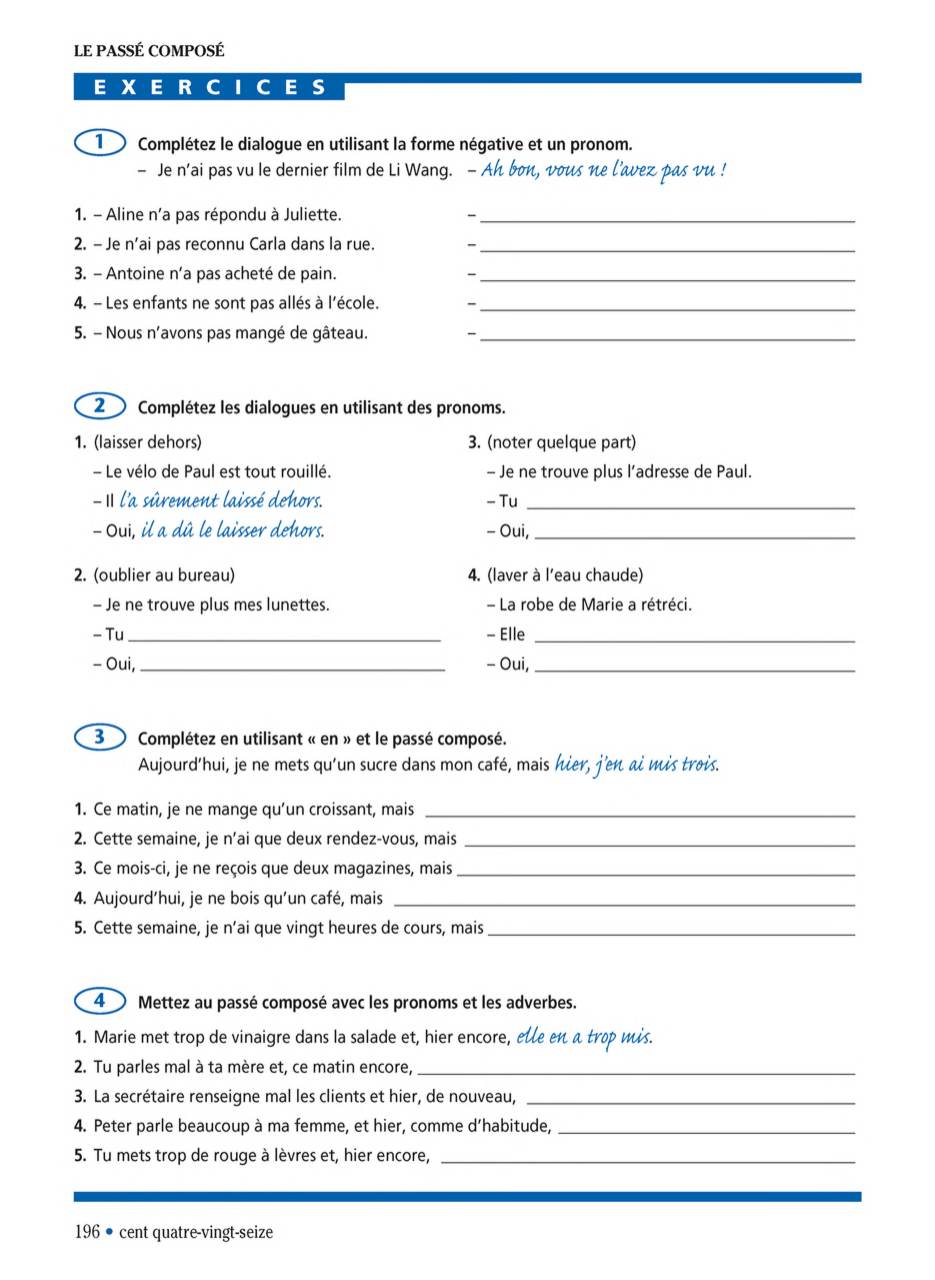 LE PASSÉ COMPOSÉ
EXERCICES
1 Complétez le dialogue en utilisant la forme négative et un pronom.
– Je n'ai pas vu le dernier film de Li Wang. – Ah bon, vous ne l'avez pas vu !
1. – Aline n'a pas répondu à Juliette. –
2. – Je n'ai pas reconnu Carla dans la rue. –
3. – Antoine n'a pas acheté de pain. –
4. – Les enfants ne sont pas allés à l'école. –
5. – Nous n'avons pas mangé de gâteau. –
2 Complétez les dialogues en utilisant des pronoms.
1. (laisser dehors)
– Le vélo de Paul est tout rouillé.
– Il l'a sûrement laissé dehors.
– Oui, il a dû le laisser dehors.
2. (oublier au bureau)
– Je ne trouve plus mes lunettes.
– Tu
– Oui,
3. (noter quelque part)
– Je ne trouve plus l'adresse de Paul.
– Tu
– Oui,
4. (laver à l'eau chaude)
– La robe de Marie a rétréci.
– Elle
– Oui,
3 Complétez en utilisant « en » et le passé composé.
Aujourd'hui, je ne mets qu'un sucre dans mon café, mais hier, j'en ai mis trois.
1. Ce matin, je ne mange qu'un croissant, mais
2. Cette semaine, je n'ai que deux rendez-vous, mais
3. Ce mois-ci, je ne reçois que deux magazines, mais
4. Aujourd'hui, je ne bois qu'un café, mais
5. Cette semaine, je n'ai que vingt heures de cours, mais
4 Mettez au passé composé avec les pronoms et les adverbes.
1. Marie met trop de vinaigre dans la salade et, hier encore, elle en a trop mis.
2. Tu parles mal à ta mère et, ce matin encore,
3. La secrétaire renseigne mal les clients et hier, de nouveau,
4. Peter parle beaucoup à ma femme, et hier, comme d'habitude,
5. Tu mets trop de rouge à lèvres et, hier encore,
196 • cent quatre-vingt-seize